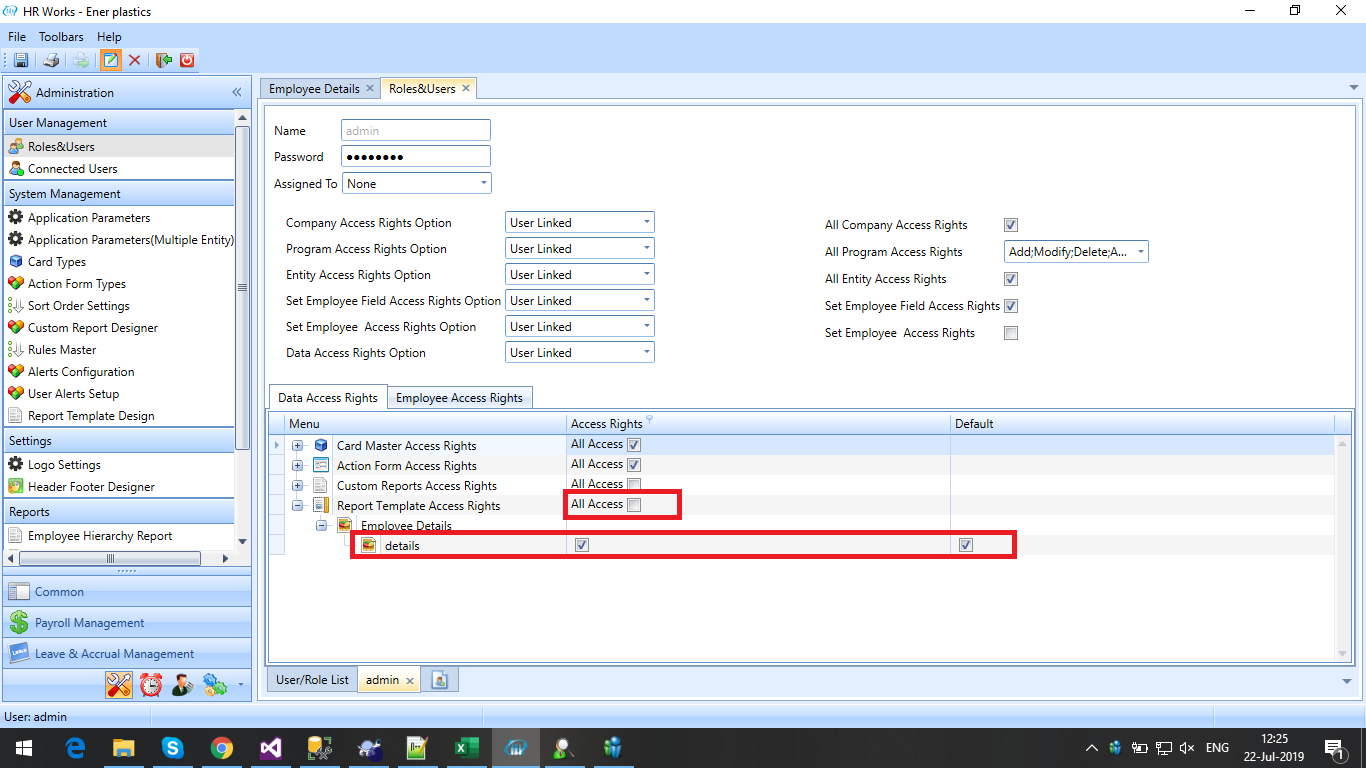 HR Works - Ener plastics
File Toolbars Help
Administration
User Management
Roles&Users
Connected Users
System Management
Application Parameters
Application Parameters(Multiple Entity)
Card Types
Action Form Types
Sort Order Settings
Custom Report Designer
Rules Master
Alerts Configuration
User Alerts Setup
Report Template Design
Settings
Logo Settings
Header Footer Designer
Reports
Employee Hierarchy Report
Common
Payroll Management
Leave & Accrual Management
Employee Details Roles&Users
Name admin
Password ●●●●●●●●
Assigned To None
Company Access Rights Option User Linked
Program Access Rights Option User Linked
Entity Access Rights Option User Linked
Set Employee Field Access Rights Option User Linked
Set Employee Access Rights Option User Linked
Data Access Rights Option User Linked
All Company Access Rights
All Program Access Rights Add;Modify;Delete;A...
All Entity Access Rights
Set Employee Field Access Rights
Set Employee Access Rights
Data Access Rights Employee Access Rights
Menu Access Rights Default
Card Master Access Rights All Access
Action Form Access Rights All Access
Custom Reports Access Rights All Access
Report Template Access Rights All Access
Employee Details
details
User/Role List admin
User: admin
ENG
12:25
22-Jul-2019
1